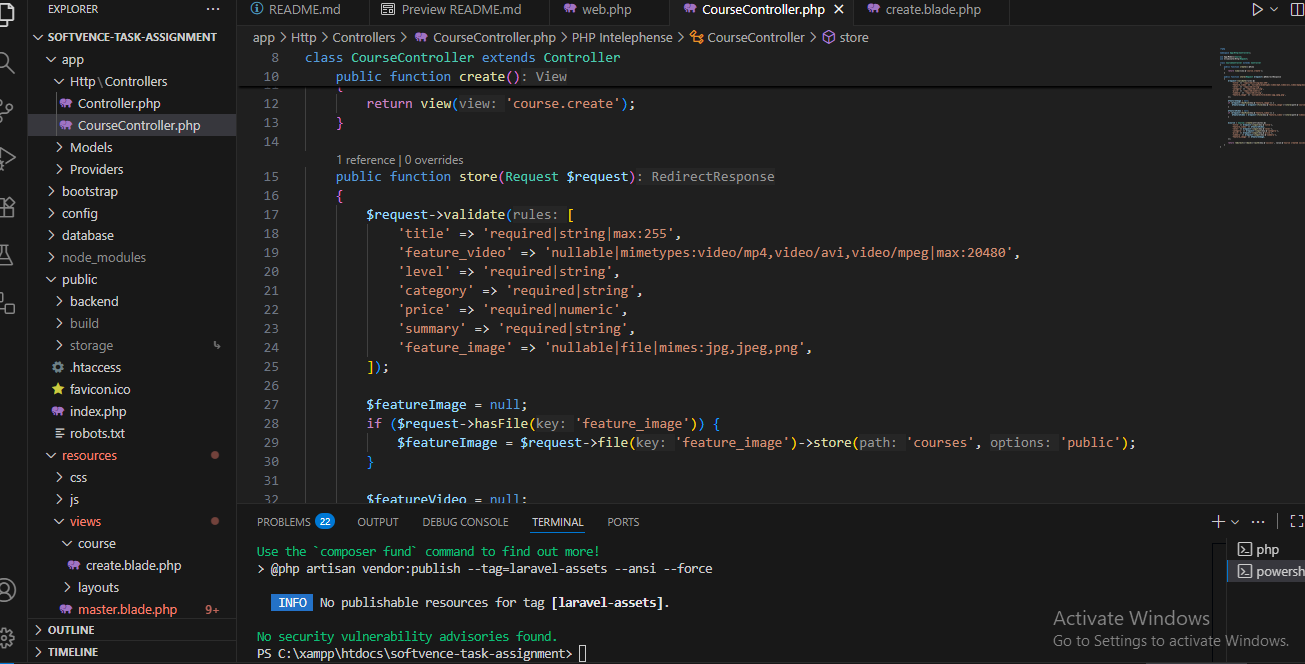 EXPLORER ...
SOFTVENCE-TASK-ASSIGNMENT
app
Http \ Controllers
Controller.php
CourseController.php
Models
Providers
bootstrap
config
database
node_modules
public
backend
build
storage
.htaccess
favicon.ico
index.php
robots.txt
resources
css
js
views
course
create.blade.php
layouts
master.blade.php 9+
OUTLINE
TIMELINE
README.md Preview README.md web.php CourseController.php create.blade.php
app > Http > Controllers > CourseController.php > PHP Intelephense > CourseController > store
8 class CourseController extends Controller
10 public function create(): View
11 {
12 return view(view: 'course.create');
13 }
14
1 reference | 0 overrides
15 public function store(Request $request): RedirectResponse
16 {
17 $request->validate(rules: [
18 'title' => 'required|string|max:255',
19 'feature_video' => 'nullable|mimetypes:video/mp4,video/avi,video/mpeg|max:20480',
20 'level' => 'required|string',
21 'category' => 'required|string',
22 'price' => 'required|numeric',
23 'summary' => 'required|string',
24 'feature_image' => 'nullable|file|mimes:jpg,jpeg,png',
25 ]);
26
27 $featureImage = null;
28 if ($request->hasFile(key: 'feature_image')) {
29 $featureImage = $request->file(key: 'feature_image')->store(path: 'courses', options: 'public');
30 }
31
32 $featureVideo = null;
PROBLEMS 22 OUTPUT DEBUG CONSOLE TERMINAL PORTS
Use the `composer fund` command to find out more!
> @php artisan vendor:publish --tag=laravel-assets --ansi --force
INFO No publishable resources for tag [laravel-assets].
No security vulnerability advisories found.
PS C:\xampp\htdocs\softvence-task-assignment>
php
powersh
Activate Windows
Go to Settings to activate Windows.